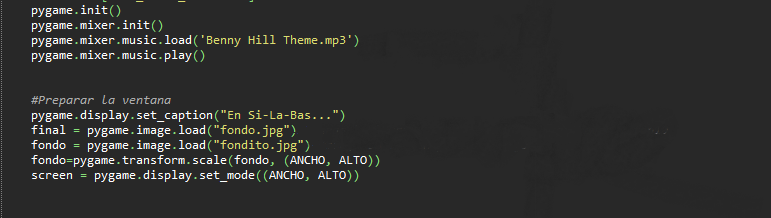 pygame.init()
pygame.mixer.init()
pygame.mixer.music.load('Benny Hill Theme.mp3')
pygame.mixer.music.play()
#Preparar la ventana
pygame.display.set_caption("En Si-La-Bas...")
final = pygame.image.load("fondo.jpg")
fondo = pygame.image.load("fondito.jpg")
fondo=pygame.transform.scale(fondo, (ANCHO, ALTO))
screen = pygame.display.set_mode((ANCHO, ALTO))